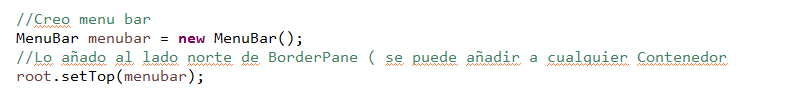 //Creo menu bar
MenuBar menubar = new MenuBar();
//Lo añado al lado norte de BorderPane ( se puede añadir a cualquier Contenedor
root.setTop(menubar);